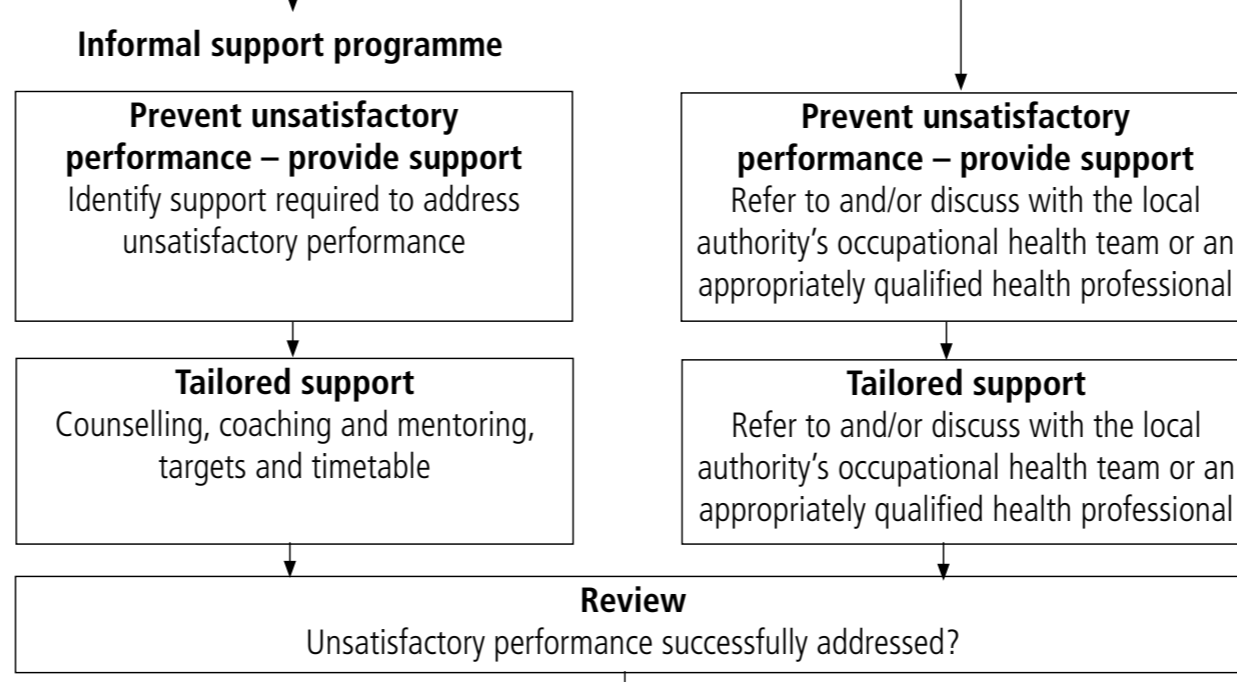 Informal support programme
Prevent unsatisfactory
performance – provide support
Identify support required to address
unsatisfactory performance
Prevent unsatisfactory
performance – provide support
Refer to and/or discuss with the local
authority’s occupational health team or an
appropriately qualified health professional
Tailored support
Counselling, coaching and mentoring,
targets and timetable
Tailored support
Refer to and/or discuss with the local
authority’s occupational health team or an
appropriately qualified health professional
Review
Unsatisfactory performance successfully addressed?